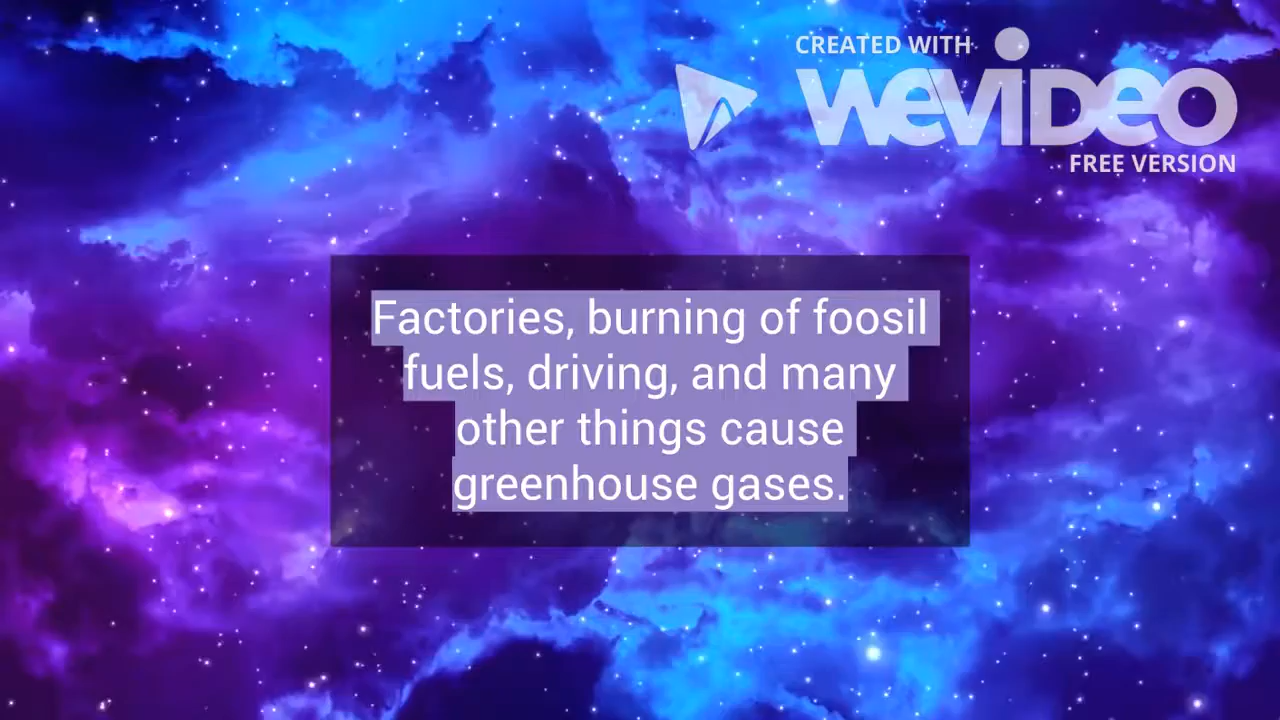 CREATED WITH
WeVIDEO
FREE VERSION
Factories, burning of foosil
fuels, driving, and many
other things cause
greenhouse gases.